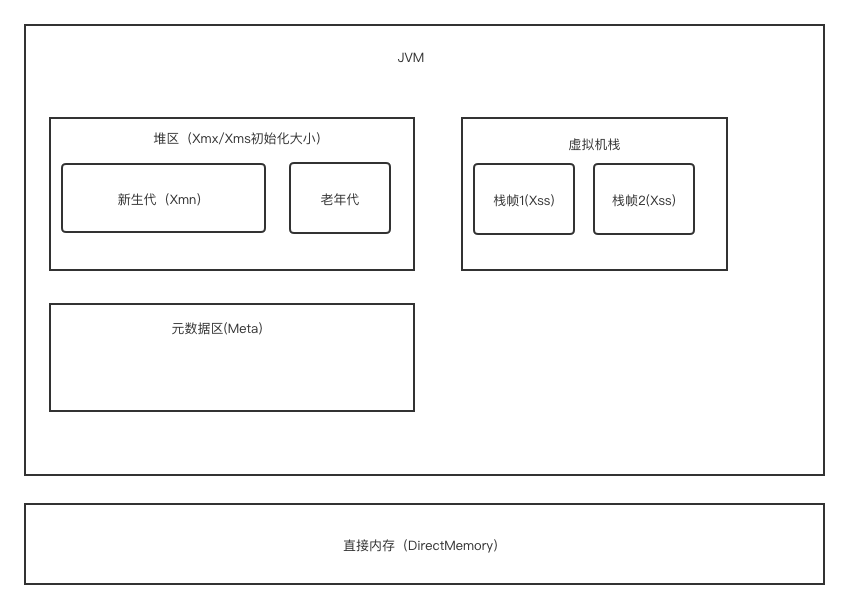 JVM
堆区（Xmx/Xms初始化大小）
虚拟机栈
新生代（Xmn）
老年代
栈帧1(Xss)
栈帧2(Xss)
元数据区(Meta)
直接内存（DirectMemory）